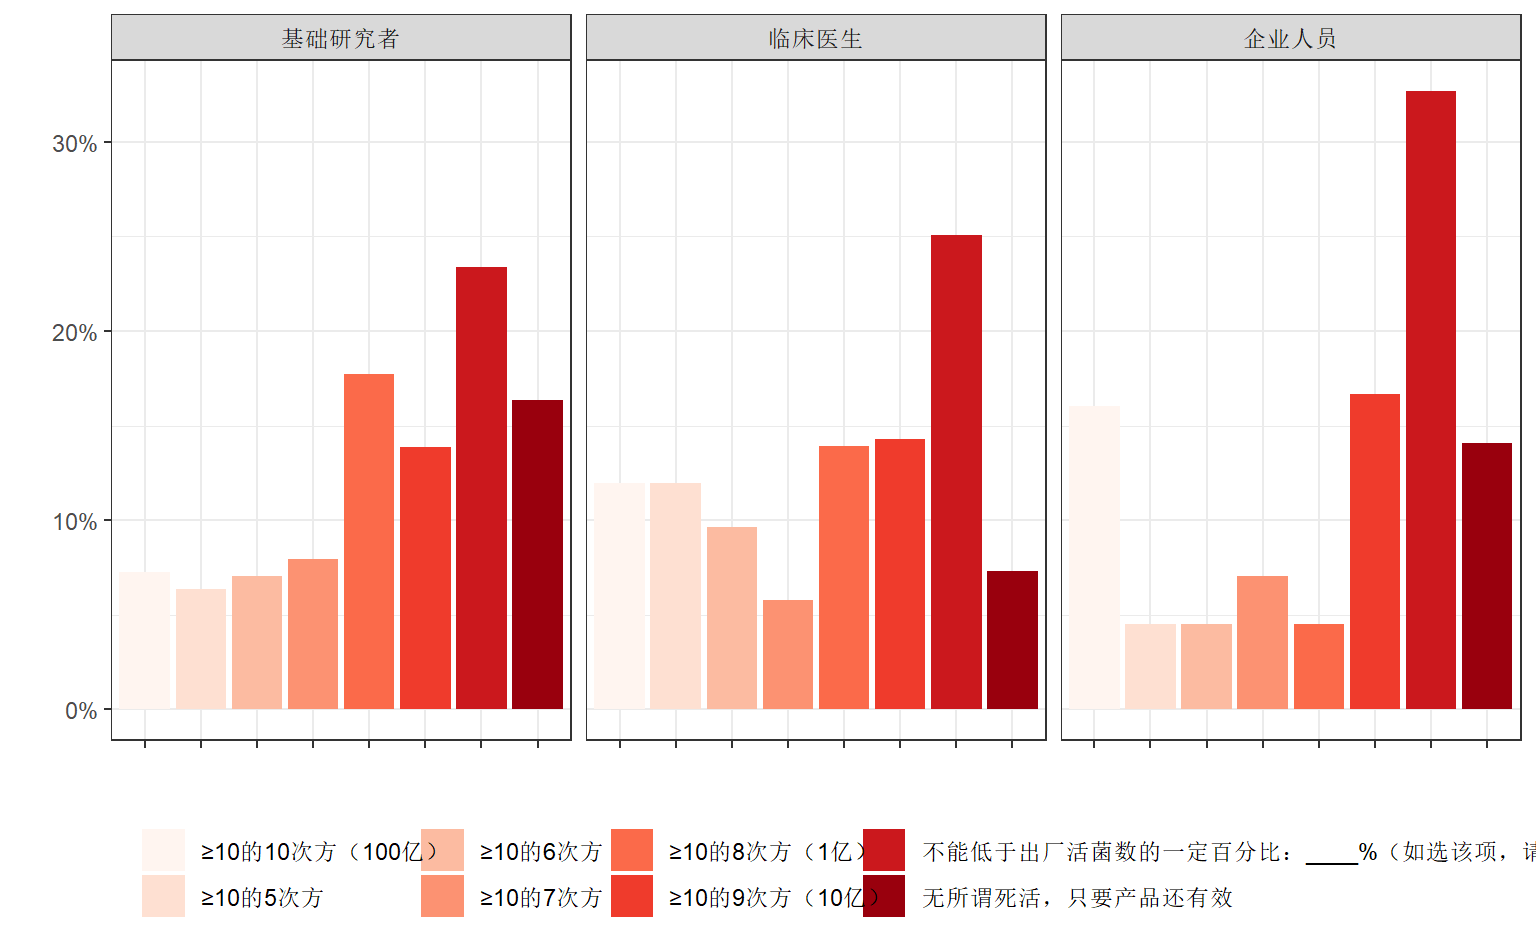 基础研究者 临床医生 企业人员
30%
20%
10%
0%
≥10的10次方（100亿） ≥10的6次方 ≥10的8次方（1亿） 不能低于出厂活菌数的一定百分比：____%（如选该项，请
≥10的5次方 ≥10的7次方 ≥10的9次方（10亿） 无所谓死活，只要产品还有效